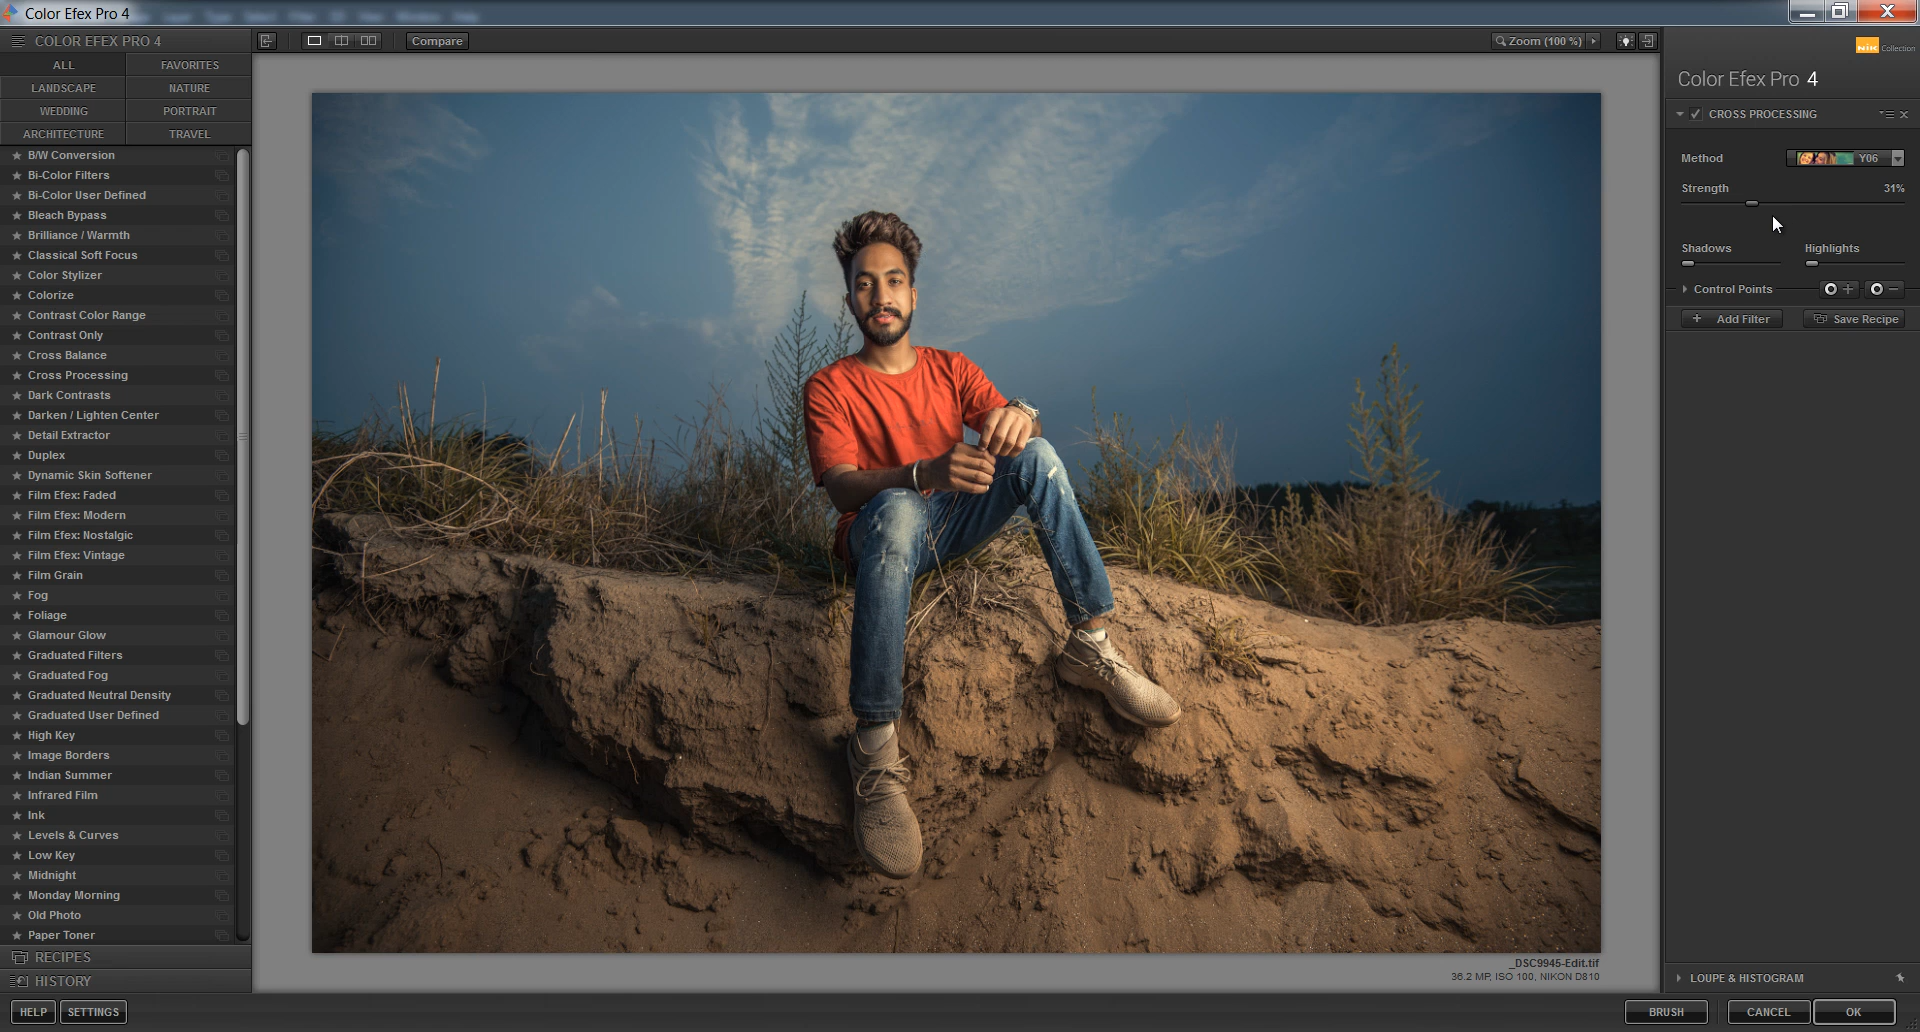 Color Efex Pro 4
COLOR EFEX PRO 4
Compare
Zoom (100 %)
NiK Collection
Color Efex Pro 4
ALL FAVORITES
LANDSCAPE NATURE
WEDDING PORTRAIT
ARCHITECTURE TRAVEL
B/W Conversion
Bi-Color Filters
Bi-Color User Defined
Bleach Bypass
Brilliance / Warmth
Classical Soft Focus
Color Stylizer
Colorize
Contrast Color Range
Contrast Only
Cross Balance
Cross Processing
Dark Contrasts
Darken / Lighten Center
Detail Extractor
Duplex
Dynamic Skin Softener
Film Efex: Faded
Film Efex: Modern
Film Efex: Nostalgic
Film Efex: Vintage
Film Grain
Fog
Foliage
Glamour Glow
Graduated Filters
Graduated Fog
Graduated Neutral Density
Graduated User Defined
High Key
Image Borders
Indian Summer
Infrared Film
Ink
Levels & Curves
Low Key
Midnight
Monday Morning
Old Photo
Paper Toner
RECIPES
HISTORY
HELP SETTINGS
CROSS PROCESSING
Method Y06
Strength 31%
Shadows Highlights
Control Points
Add Filter Save Recipe
_DSC9945-Edit.tif
36.2 MP, ISO 100, NIKON D810
LOUPE & HISTOGRAM
BRUSH CANCEL OK